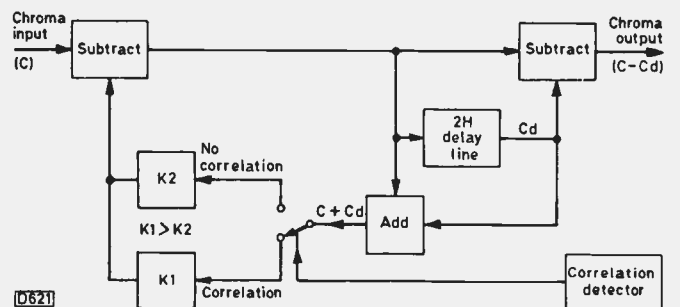 Chroma
input
(C)
Subtract
Subtract
Chroma
output
(C-Cd)
2H
delay
line
Cd
No
correlation
K2
K1>K2
C + Cd
Add
K1
Correlation
Correlation
detector
D621